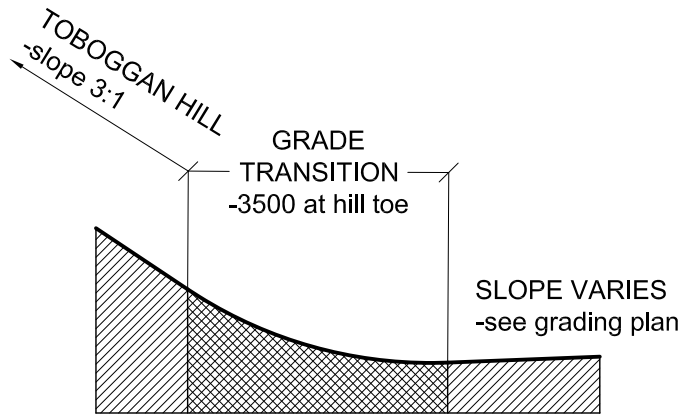 TOBOGGAN HILL
-slope 3:1
GRADE
TRANSITION
-3500 at hill toe
SLOPE VARIES
-see grading plan